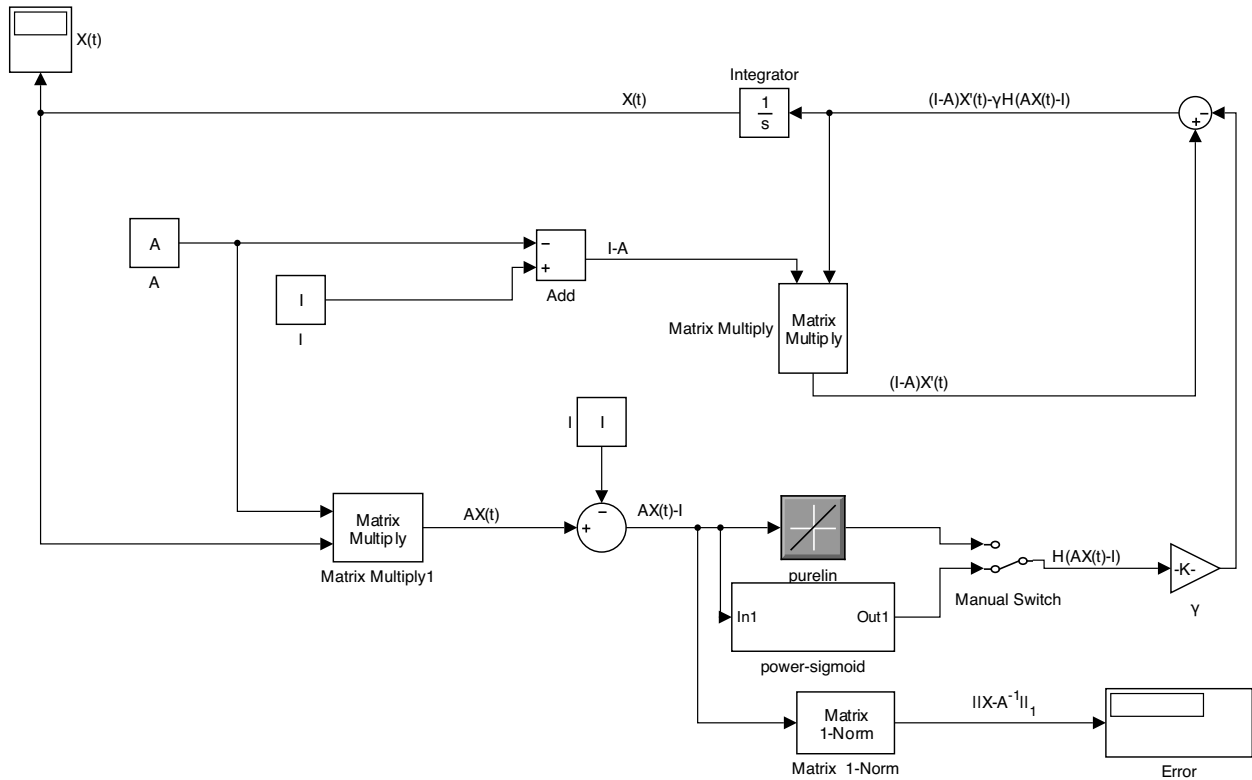 X(t)
Integrator
X(t)
1
s
(I-A)X'(t)-γH(AX(t)-I)
−
+
A
A
−
+
Add
I-A
I
I
Matrix Multiply
Matrix
Multiply
(I-A)X'(t)
I
I
−
+
Matrix
Multiply
Matrix Multiply1
AX(t)
AX(t)-I
purelin
In1
Out1
power-sigmoid
Manual Switch
H(AX(t)-I)
-K-
γ
Matrix
1-Norm
Matrix 1-Norm
||X-A⁻¹||₁
Error